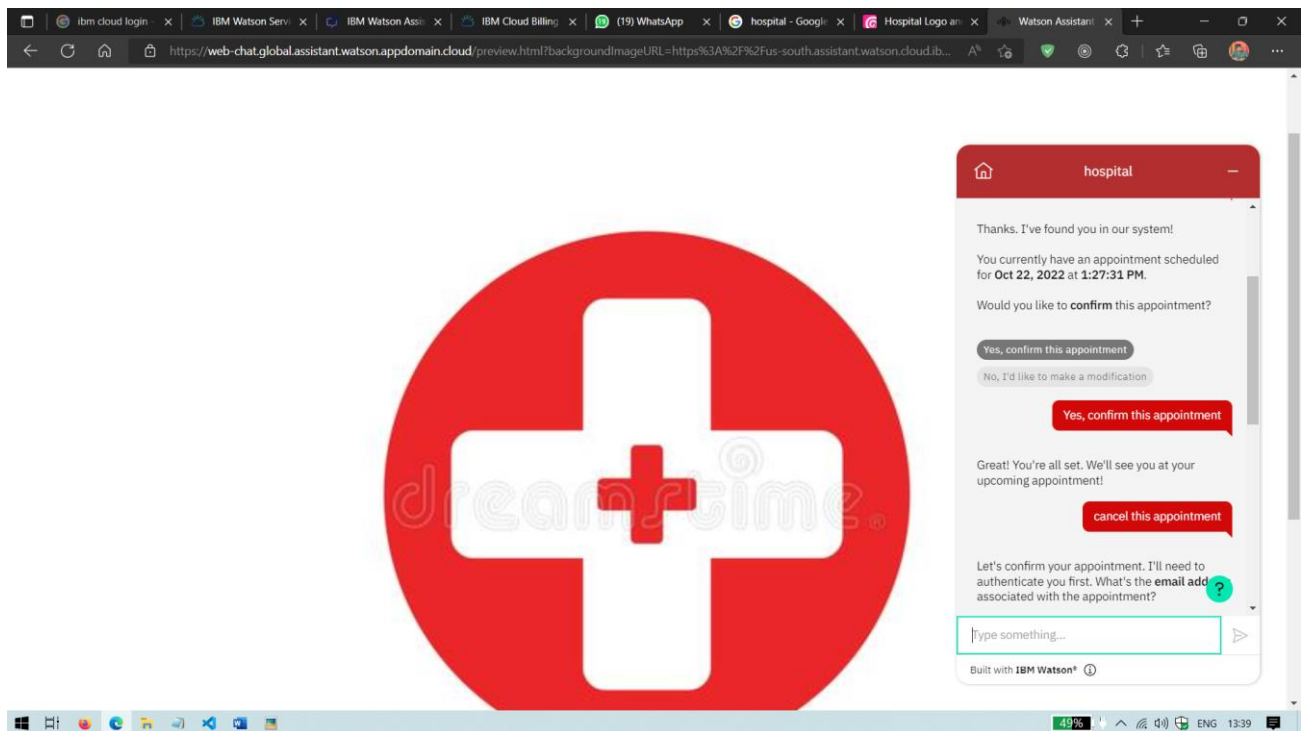 ibm cloud login -
IBM Watson Servi
IBM Watson Assis
IBM Cloud Billing
(19) WhatsApp
hospital - Google
Hospital Logo an
Watson Assistant
https://web-chat.global.assistant.watson.appdomain.cloud/preview.html?backgroundImageURL=https%3A%2F%2Fus-south.assistant.watson.cloud.ib...
hospital
Thanks. I've found you in our system!
You currently have an appointment scheduled
for Oct 22, 2022 at 1:27:31 PM.
Would you like to confirm this appointment?
Yes, confirm this appointment
No, I'd like to make a modification
Yes, confirm this appointment
Great! You're all set. We'll see you at your
upcoming appointment!
cancel this appointment
Let's confirm your appointment. I'll need to
authenticate you first. What's the email add
associated with the appointment?
?
Type something...
Built with IBM Watson®
dreamstime.
49%
ENG
13:39